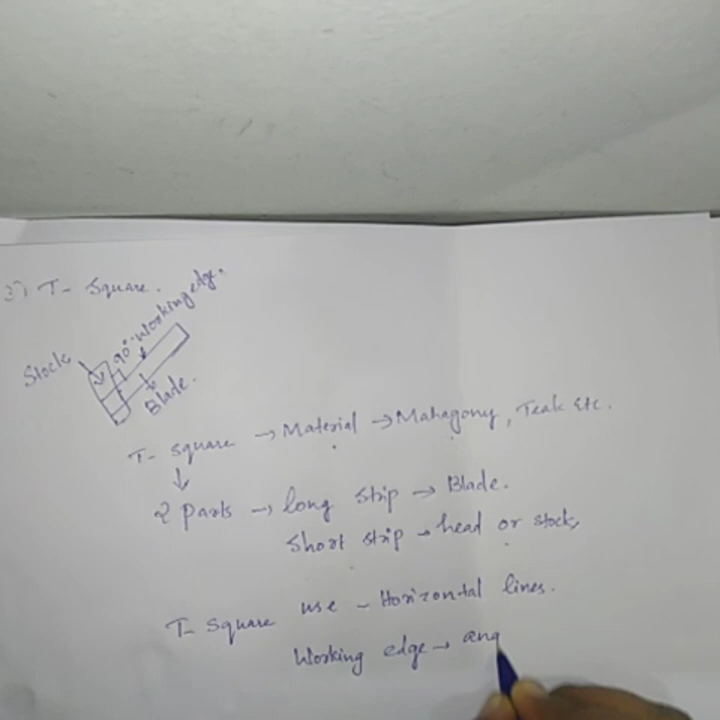 3) T- Square.
90° Working edge.
Stock
Blade.
T- square → Material → Mahagony, Teak Etc.
↓
2 parts → long strip → Blade.
Short strip → head or stock,
T- square use - Horizontal lines.
Working edge → ang